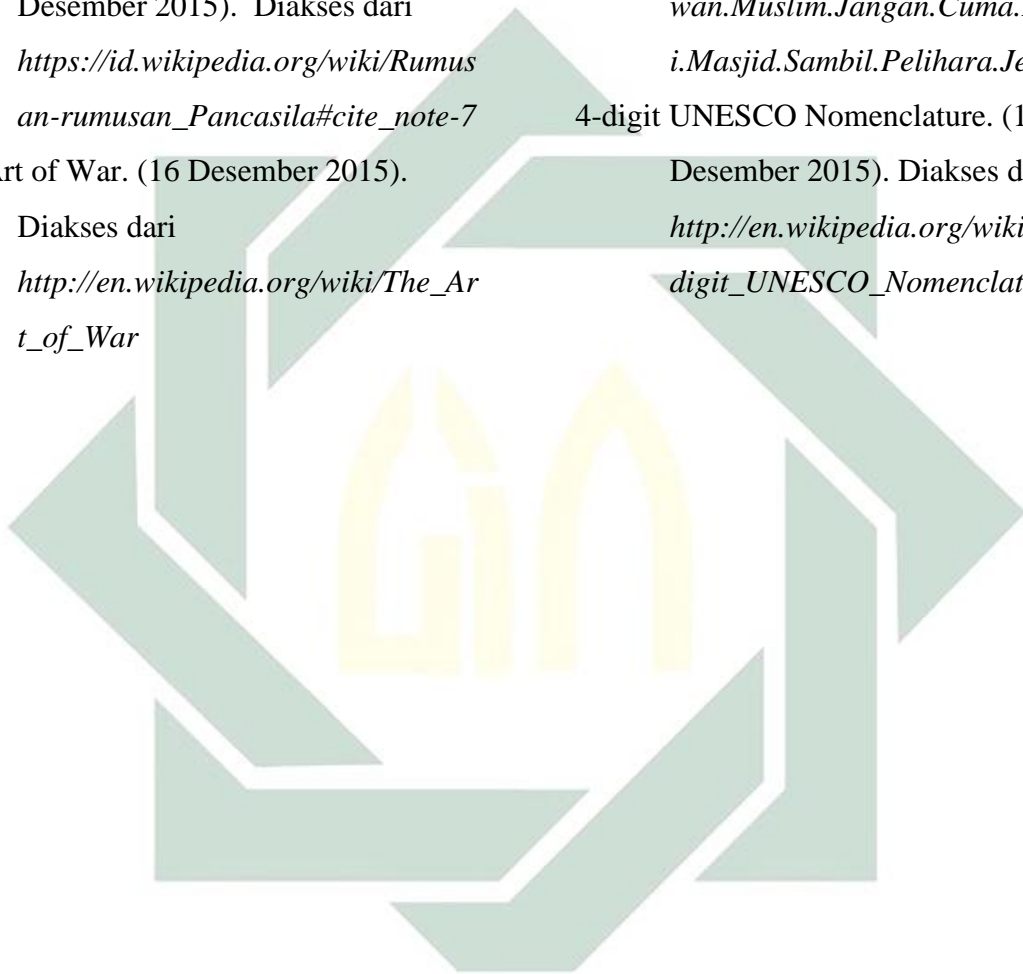 Desember 2015). Diakses dari
https://id.wikipedia.org/wiki/Rumus
an-rumusan_Pancasila#cite_note-7
Art of War. (16 Desember 2015).
Diakses dari
http://en.wikipedia.org/wiki/The_Ar
t_of_War
wan.Muslim.Jangan.Cuma.
i.Masjid.Sambil.Pelihara.Je
4-digit UNESCO Nomenclature. (1
Desember 2015). Diakses d
http://en.wikipedia.org/wiki
digit_UNESCO_Nomenclat